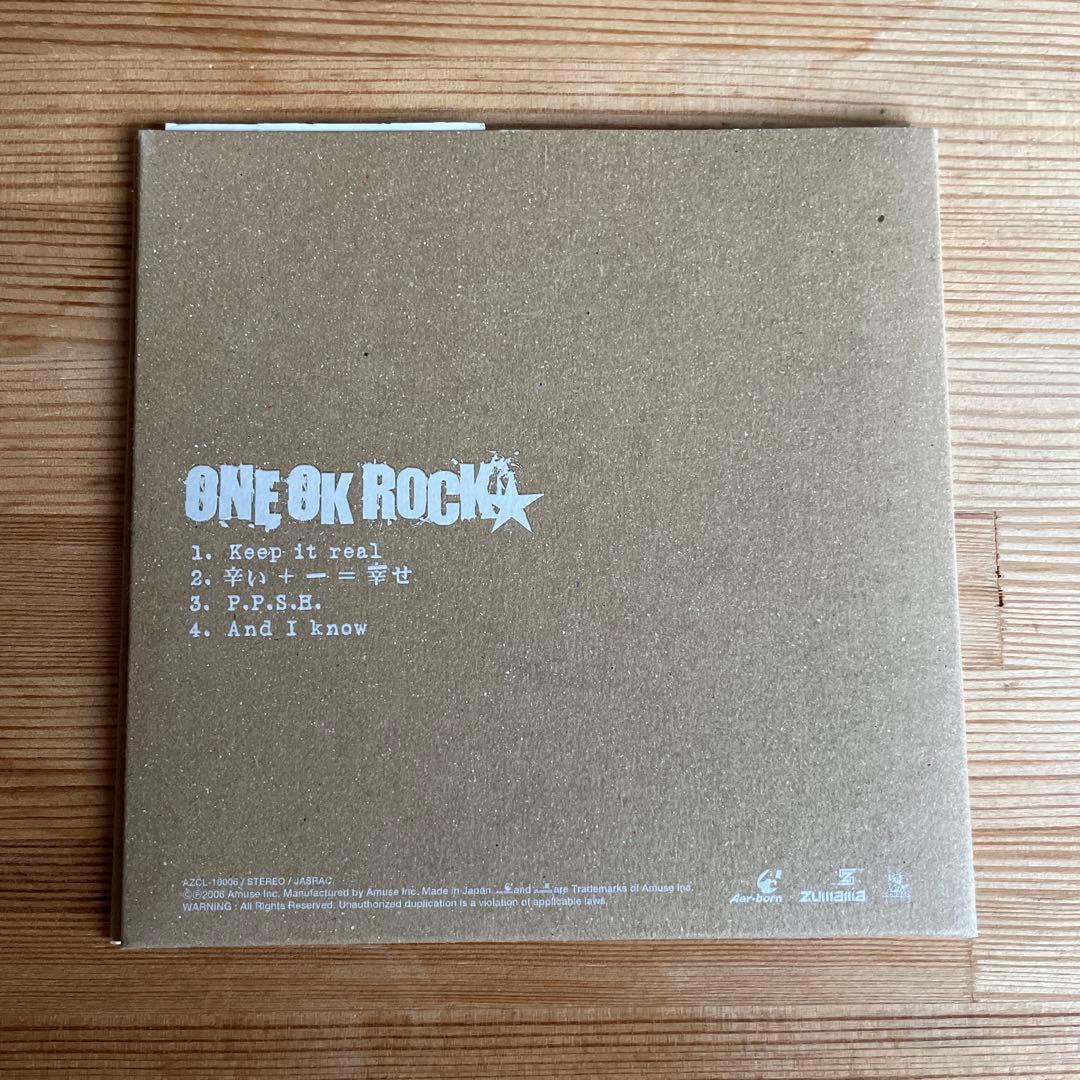 ONE OK ROCK
1. Keep it real
2. 辛い + 一 = 幸せ
3. P.P.S.H.
4. And I know
AZCL-10006 / STEREO / JASRAC
©℗2006 Amuse Inc. Manufactured by Amuse Inc. Made in Japan. and are Trademarks of Amuse Inc.
WARNING : All Rights Reserved. Unauthorized duplication is a violation of applicable laws.
Aer-born zumama